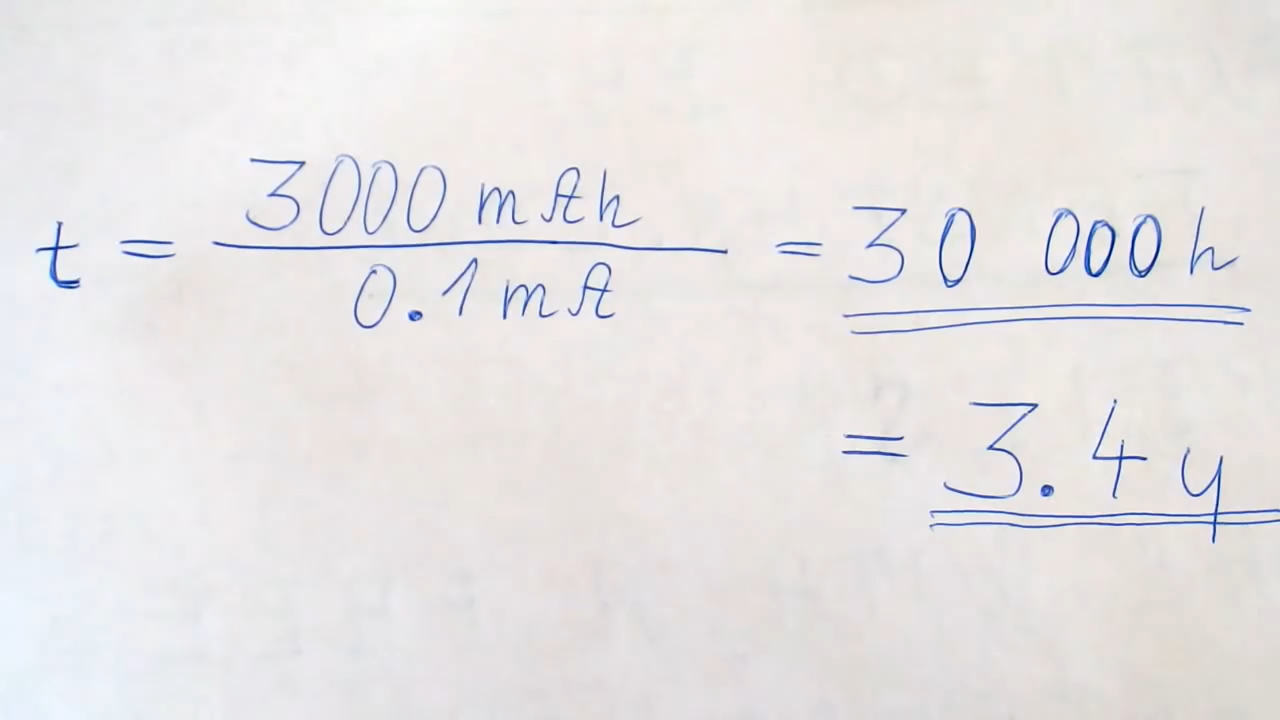 t = 3000 mAh / 0.1 mA = 30 000 h
= 3.4 y